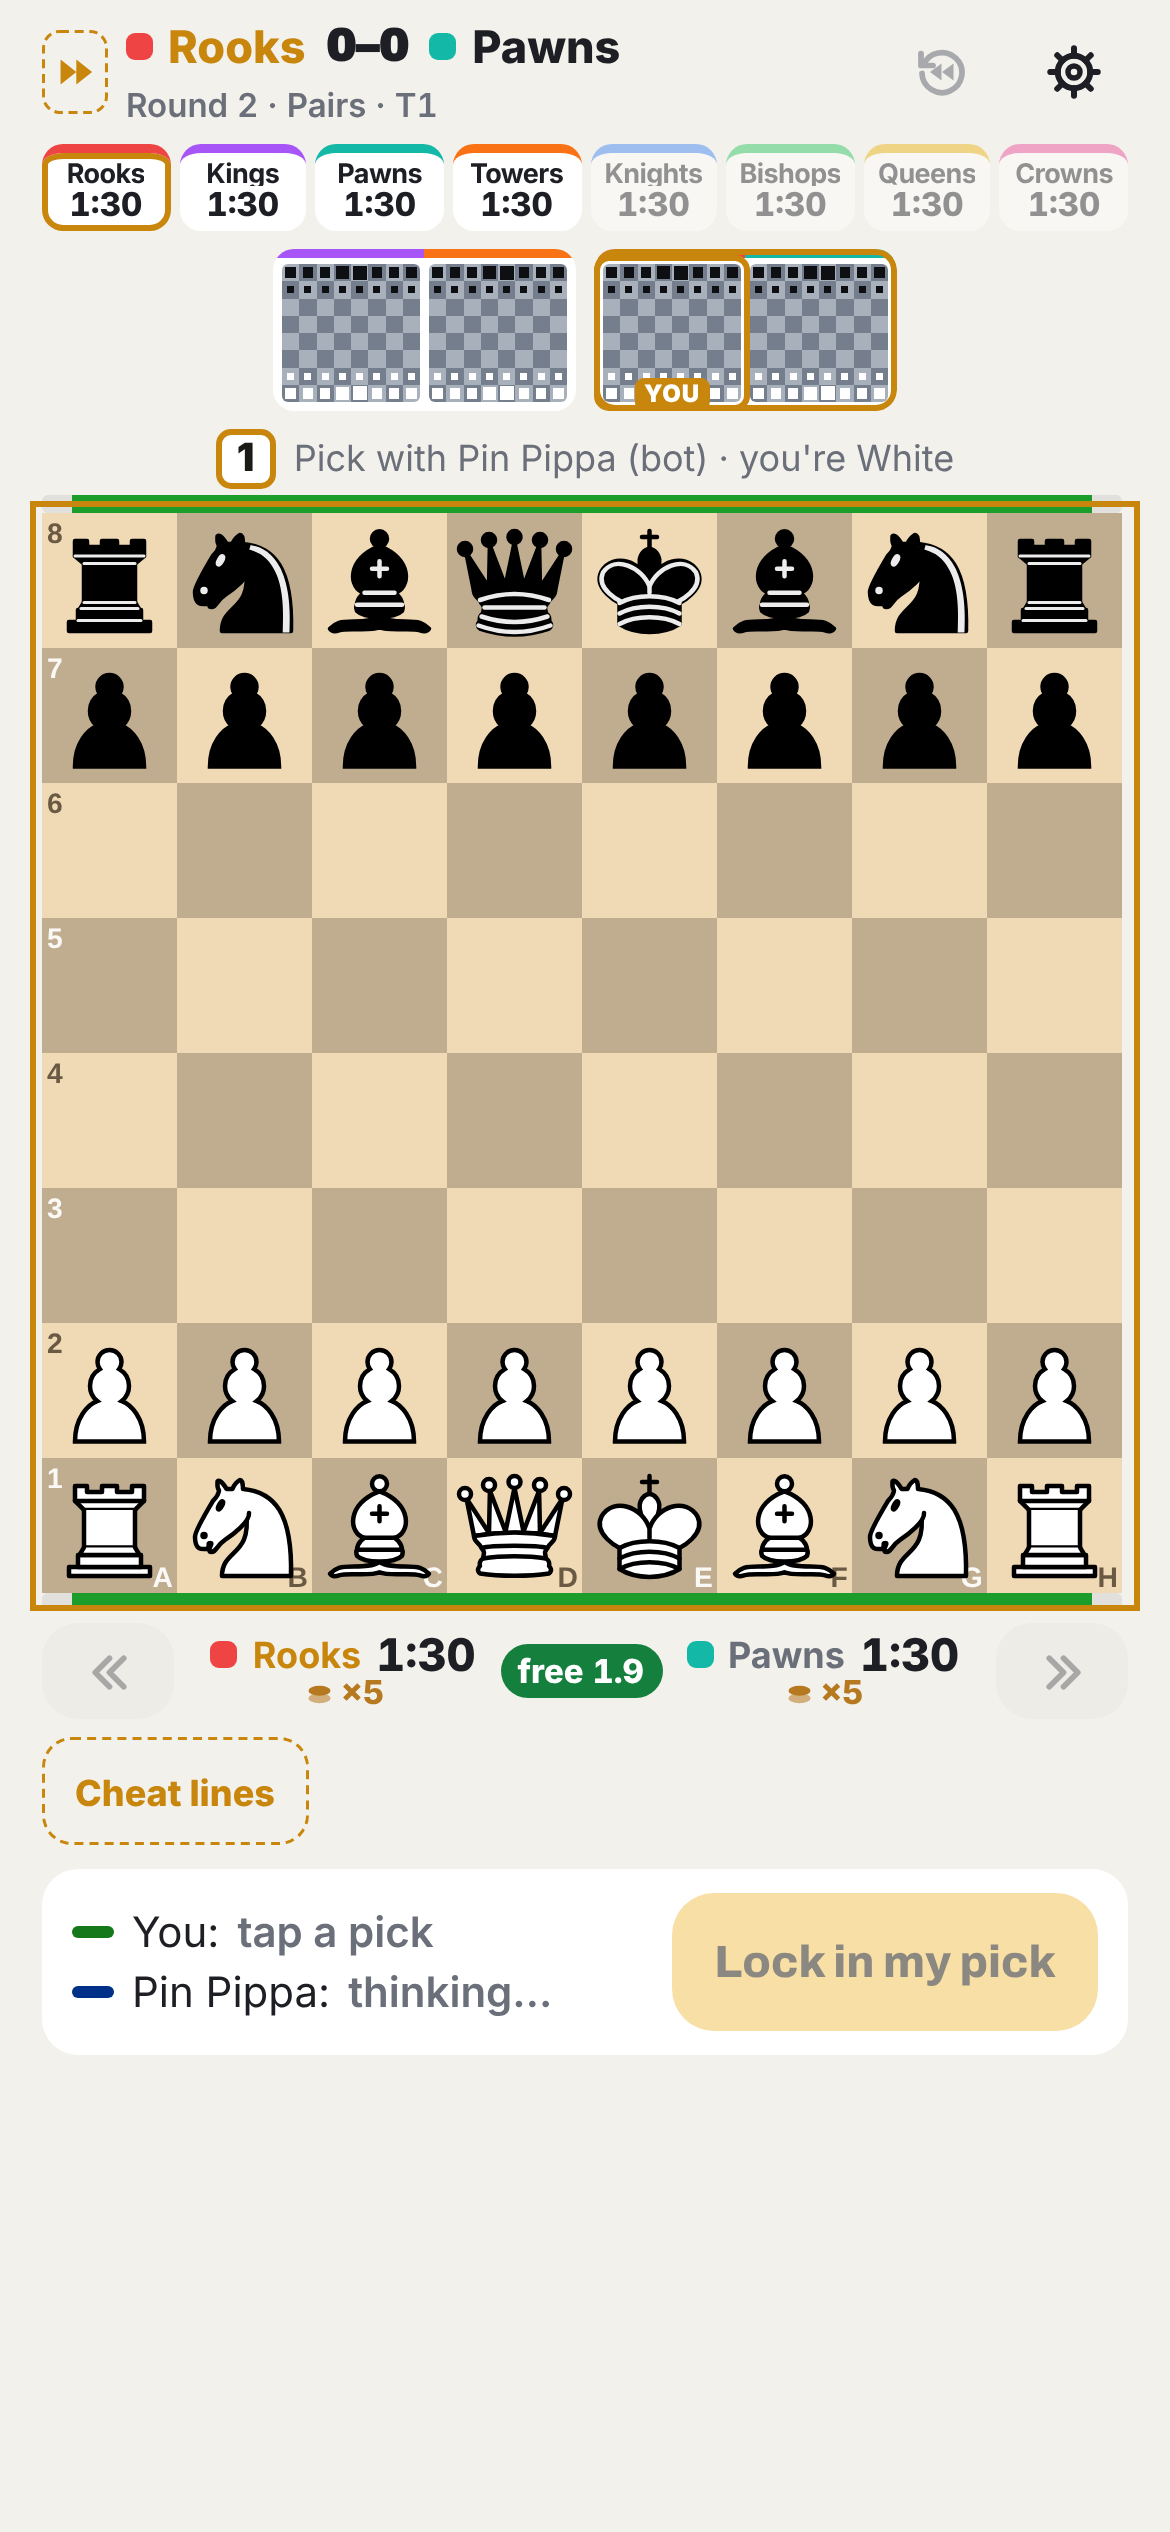 Rooks 0–0 Pawns
Round 2 · Pairs · T1
Rooks Kings Pawns Towers Knights Bishops Queens Crowns
1:30 1:30 1:30 1:30 1:30 1:30 1:30 1:30
YOU
1 Pick with Pin Pippa (bot) · you're White
8
7
6
5
4
3
2
1
A B C D E F G H
Rooks 1:30 free 1.9 Pawns 1:30
×5 ×5
Cheat lines
You: tap a pick
Pin Pippa: thinking...
Lock in my pick